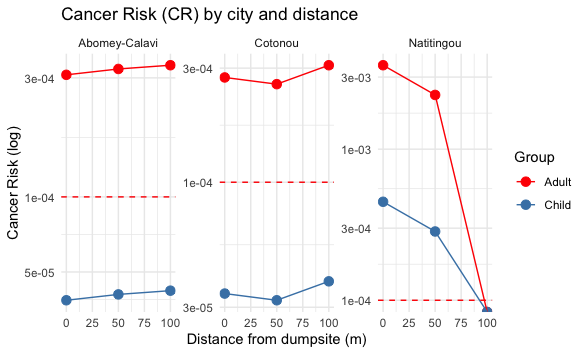 Cancer Risk (CR) by city and distance
Abomey-Calavi
Cotonou
Natitingou
Cancer Risk (log)
3e-04
1e-04
5e-05
3e-04
1e-04
3e-05
3e-03
1e-03
3e-04
1e-04
0 25 50 75 100
0 25 50 75 100
0 25 50 75 100
Distance from dumpsite (m)
Group
Adult
Child